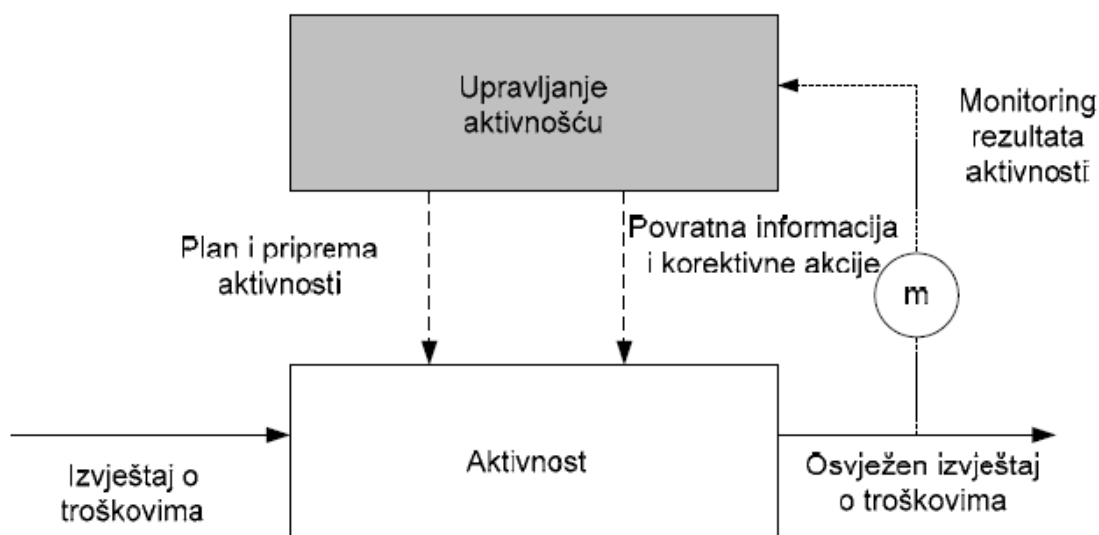 Upravljanje
aktivnošću
Monitoring
rezultata
aktivnosti
Plan i priprema
aktivnosti
Povratna informacija
i korektivne akcije
m
Izvještaj o
troškovima
Aktivnost
Osvježen izvještaj
o troškovima